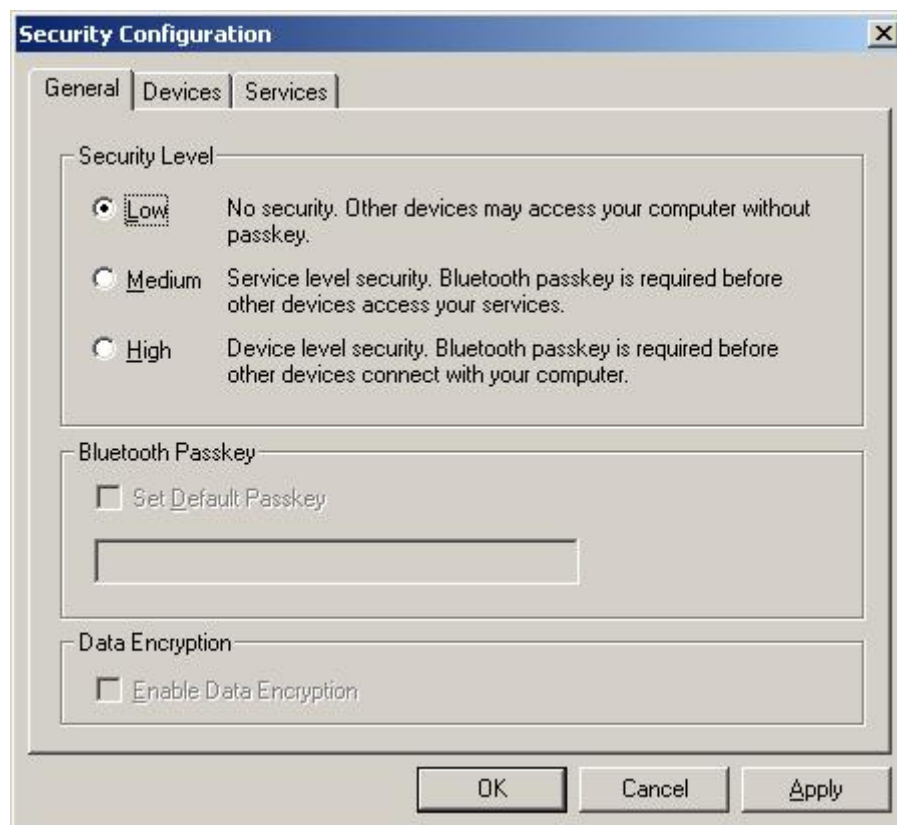 Security Configuration
General Devices Services
Security Level
Low No security. Other devices may access your computer without
passkey.
Medium Service level security. Bluetooth passkey is required before
other devices access your services.
High Device level security. Bluetooth passkey is required before
other devices connect with your computer.
Bluetooth Passkey
Set Default Passkey
Data Encryption
Enable Data Encryption
OK Cancel Apply